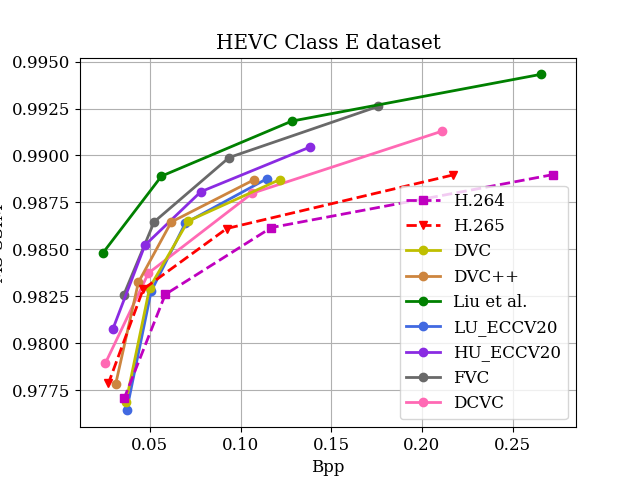 HEVC Class E dataset
0.9950
0.9925
0.9900
0.9875
0.9850
0.9825
0.9800
0.9775
0.05
0.10
0.15
0.20
0.25
Bpp
H.264
H.265
DVC
DVC++
Liu et al.
LU_ECCV20
HU_ECCV20
FVC
DCVC